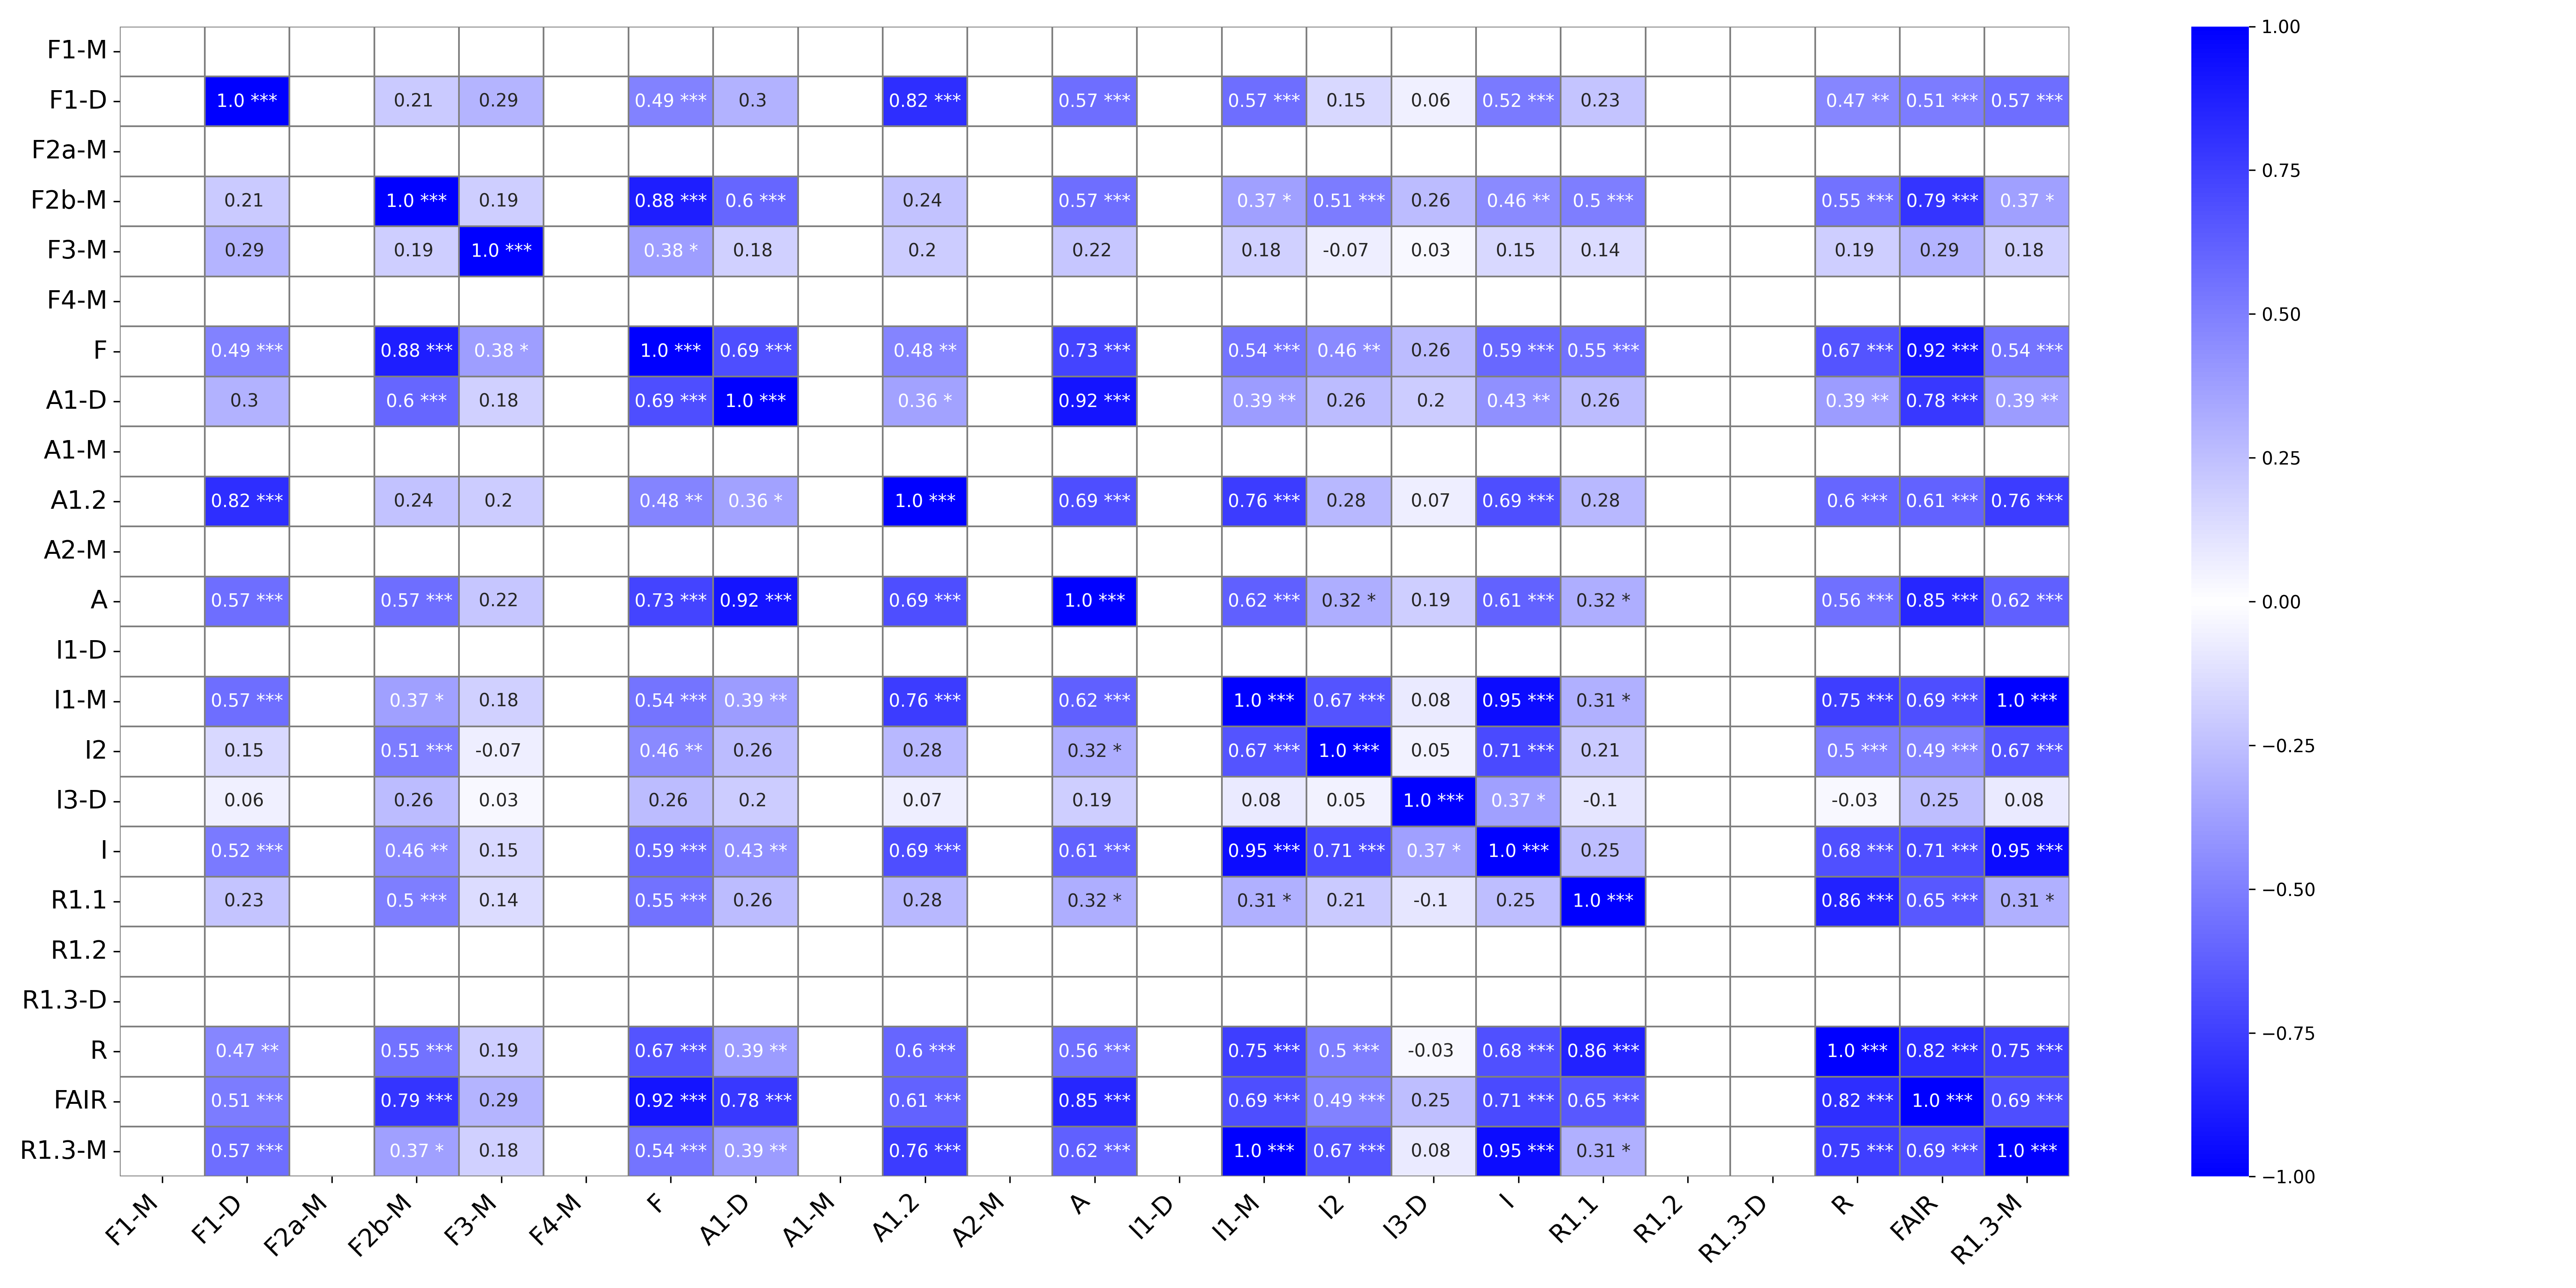 F1-M
F1-D 1.0 *** 0.21 0.29 0.49 *** 0.3 0.82 *** 0.57 *** 0.57 *** 0.15 0.06 0.52 *** 0.23 0.47 ** 0.51 *** 0.57 ***
F2a-M
F2b-M 0.21 1.0 *** 0.19 0.88 *** 0.6 *** 0.24 0.57 *** 0.37 * 0.51 *** 0.26 0.46 ** 0.5 *** 0.55 *** 0.79 *** 0.37 *
F3-M 0.29 0.19 1.0 *** 0.38 * 0.18 0.2 0.22 0.18 -0.07 0.03 0.15 0.14 0.19 0.29 0.18
F4-M
F 0.49 *** 0.88 *** 0.38 * 1.0 *** 0.69 *** 0.48 ** 0.73 *** 0.54 *** 0.46 ** 0.26 0.59 *** 0.55 *** 0.67 *** 0.92 *** 0.54 ***
A1-D 0.3 0.6 *** 0.18 0.69 *** 1.0 *** 0.36 * 0.92 *** 0.39 ** 0.26 0.2 0.43 ** 0.26 0.39 ** 0.78 *** 0.39 **
A1-M
A1.2 0.82 *** 0.24 0.2 0.48 ** 0.36 * 1.0 *** 0.69 *** 0.76 *** 0.28 0.07 0.69 *** 0.28 0.6 *** 0.61 *** 0.76 ***
A2-M
A 0.57 *** 0.57 *** 0.22 0.73 *** 0.92 *** 0.69 *** 1.0 *** 0.62 *** 0.32 * 0.19 0.61 *** 0.32 * 0.56 *** 0.85 *** 0.62 ***
I1-D
I1-M 0.57 *** 0.37 * 0.18 0.54 *** 0.39 ** 0.76 *** 0.62 *** 1.0 *** 0.67 *** 0.08 0.95 *** 0.31 * 0.75 *** 0.69 *** 1.0 ***
I2 0.15 0.51 *** -0.07 0.46 ** 0.26 0.28 0.32 * 0.67 *** 1.0 *** 0.05 0.71 *** 0.21 0.5 *** 0.49 *** 0.67 ***
I3-D 0.06 0.26 0.03 0.26 0.2 0.07 0.19 0.08 0.05 1.0 *** 0.37 * -0.1 -0.03 0.25 0.08
I 0.52 *** 0.46 ** 0.15 0.59 *** 0.43 ** 0.69 *** 0.61 *** 0.95 *** 0.71 *** 0.37 * 1.0 *** 0.25 0.68 *** 0.71 *** 0.95 ***
R1.1 0.23 0.5 *** 0.14 0.55 *** 0.26 0.28 0.32 * 0.31 * 0.21 -0.1 0.25 1.0 *** 0.86 *** 0.65 *** 0.31 *
R1.2
R1.3-D
R 0.47 ** 0.55 *** 0.19 0.67 *** 0.39 ** 0.6 *** 0.56 *** 0.75 *** 0.5 *** -0.03 0.68 *** 0.86 *** 1.0 *** 0.82 *** 0.75 ***
FAIR 0.51 *** 0.79 *** 0.29 0.92 *** 0.78 *** 0.61 *** 0.85 *** 0.69 *** 0.49 *** 0.25 0.71 *** 0.65 *** 0.82 *** 1.0 *** 0.69 ***
R1.3-M 0.57 *** 0.37 * 0.18 0.54 *** 0.39 ** 0.76 *** 0.62 *** 1.0 *** 0.67 *** 0.08 0.95 *** 0.31 * 0.75 *** 0.69 *** 1.0 ***
F1-M F1-D F2a-M F2b-M F3-M F4-M F A1-D A1-M A1.2 A2-M A I1-D I1-M I2 I3-D I R1.1 R1.2 R1.3-D R FAIR R1.3-M
1.00
0.75
0.50
0.25
0.00
−0.25
−0.50
−0.75
−1.00